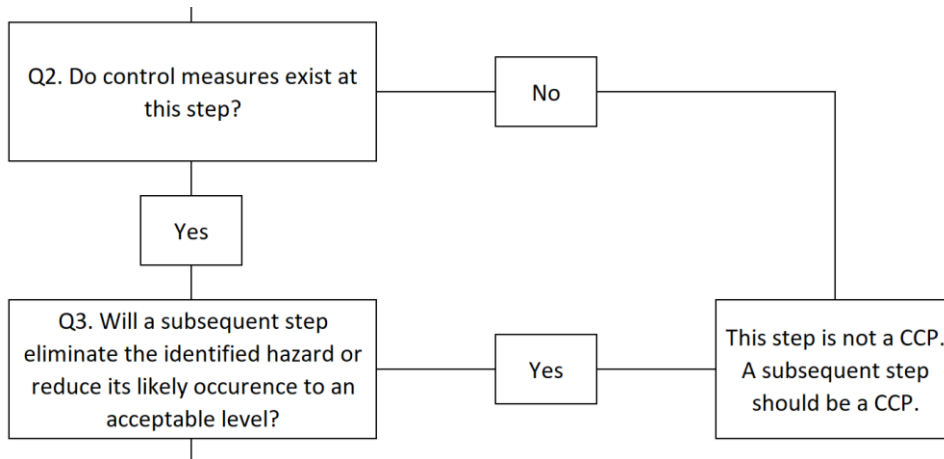 Q2. Do control measures exist at
this step?
No
Yes
Q3. Will a subsequent step
eliminate the identified hazard or
reduce its likely occurence to an
acceptable level?
Yes
This step is not a CCP.
A subsequent step
should be a CCP.